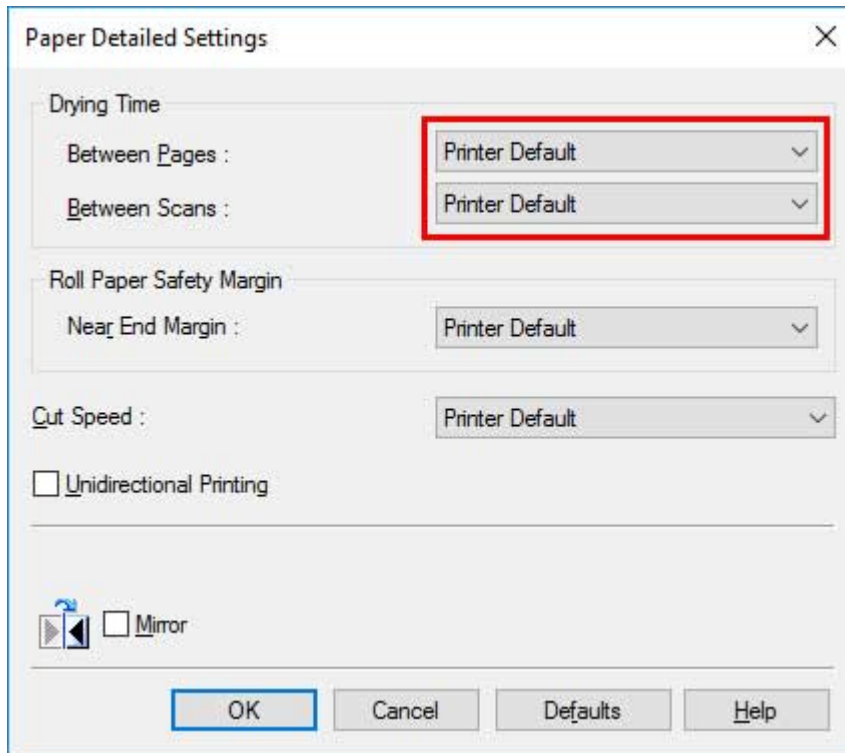 Paper Detailed Settings
Drying Time
Between Pages : Printer Default
Between Scans : Printer Default
Roll Paper Safety Margin
Near End Margin : Printer Default
Cut Speed : Printer Default
Unidirectional Printing
Mirror
OK Cancel Defaults Help